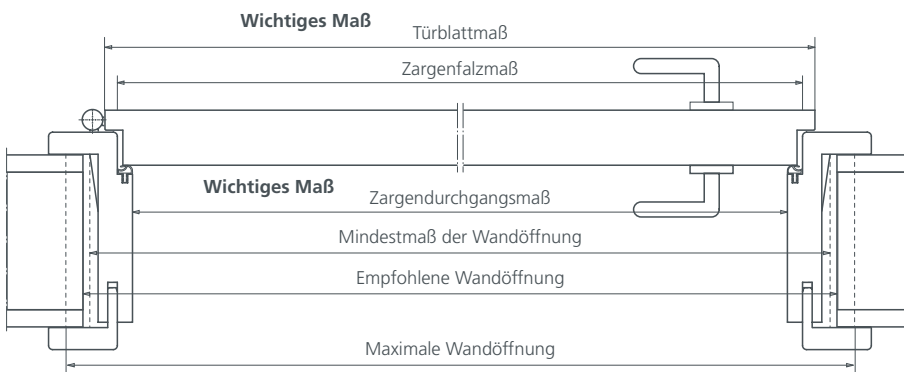 Wichtiges Maß
Türblattmaß
Zargenfalzmaß
Wichtiges Maß
Zargendurchgangsmaß
Mindestmaß der Wandöffnung
Empfohlene Wandöffnung
Maximale Wandöffnung